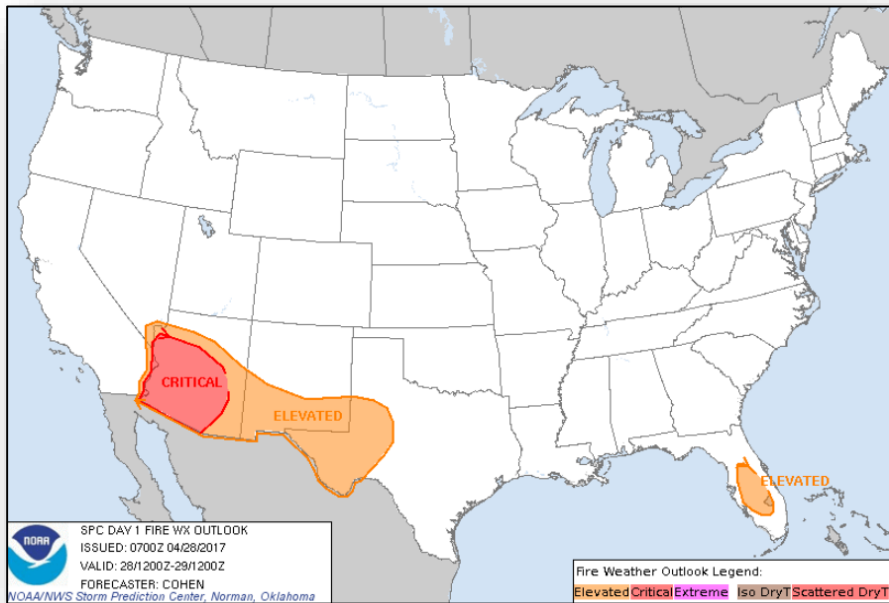 CRITICAL
ELEVATED
ELEVATED
NOAA
SPC DAY 1 FIRE WX OUTLOOK
ISSUED: 0700Z 04/28/2017
VALID: 28/1200Z-29/1200Z
FORECASTER: COHEN
NOAA/NWS Storm Prediction Center, Norman, Oklahoma
Fire Weather Outlook Legend:
Elevated Critical Extreme Iso DryT Scattered DryT